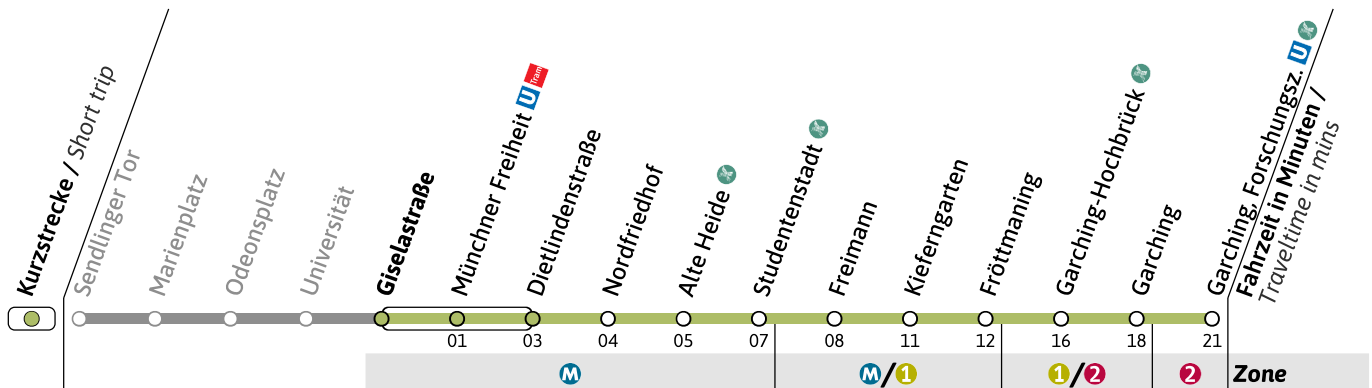 Kurzstrecke / Short trip
Sendlinger Tor
Marienplatz
Odeonsplatz
Universität
Giselastraße
Münchner Freiheit U Tram
Dietlindenstraße
Nordfriedhof
Alte Heide
Studentenstadt
Freimann
Kieferngarten
Fröttmaning
Garching-Hochbrück
Garching
Garching, Forschungsz. U
Fahrzeit in Minuten /
Traveltime in mins
01 03 04 05 07 08 11 12 16 18 21
M M/1 1/2 2 Zone